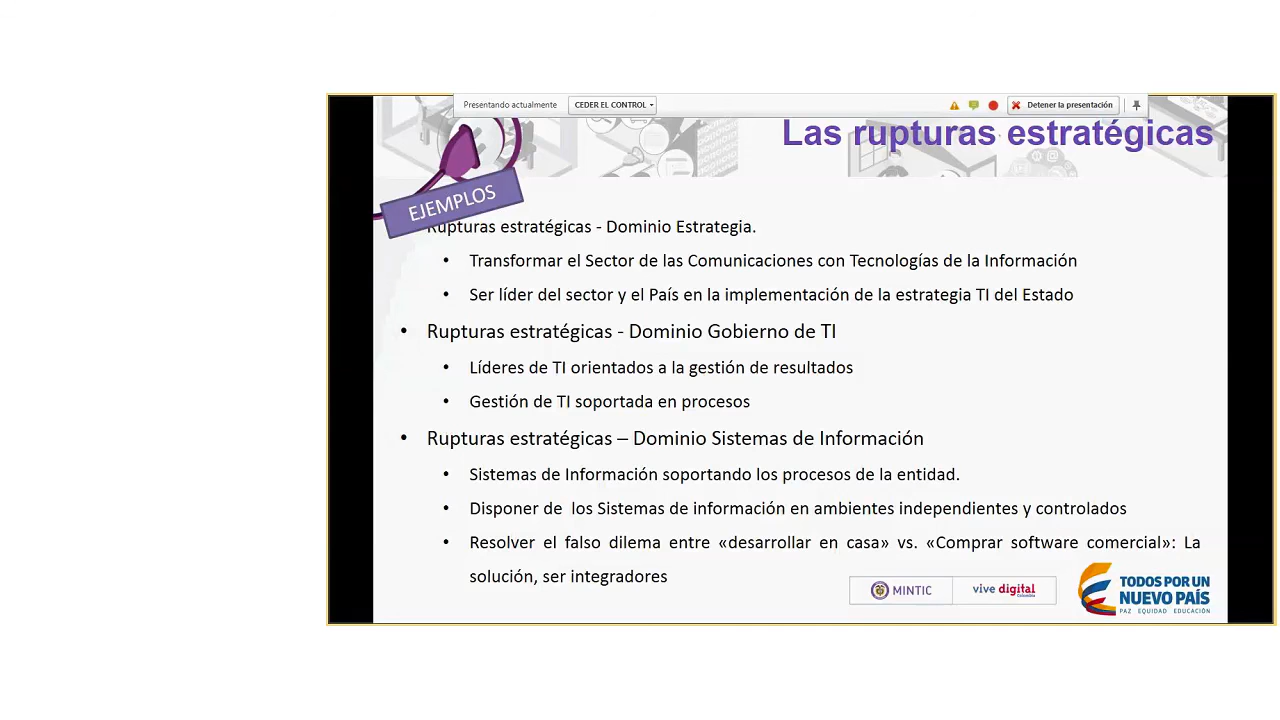 Presentando actualmente
CEDER EL CONTROL
Detener la presentación
Las rupturas estratégicas
EJEMPLOS
Rupturas estratégicas - Dominio Estrategia.
• Transformar el Sector de las Comunicaciones con Tecnologías de la Información
• Ser líder del sector y el País en la implementación de la estrategia TI del Estado
• Rupturas estratégicas - Dominio Gobierno de TI
• Líderes de TI orientados a la gestión de resultados
• Gestión de TI soportada en procesos
• Rupturas estratégicas – Dominio Sistemas de Información
• Sistemas de Información soportando los procesos de la entidad.
• Disponer de los Sistemas de información en ambientes independientes y controlados
• Resolver el falso dilema entre «desarrollar en casa» vs. «Comprar software comercial»: La
solución, ser integradores
MINTIC
vive digital
Colombia
TODOS POR UN
NUEVO PAÍS
PAZ EQUIDAD EDUCACIÓN